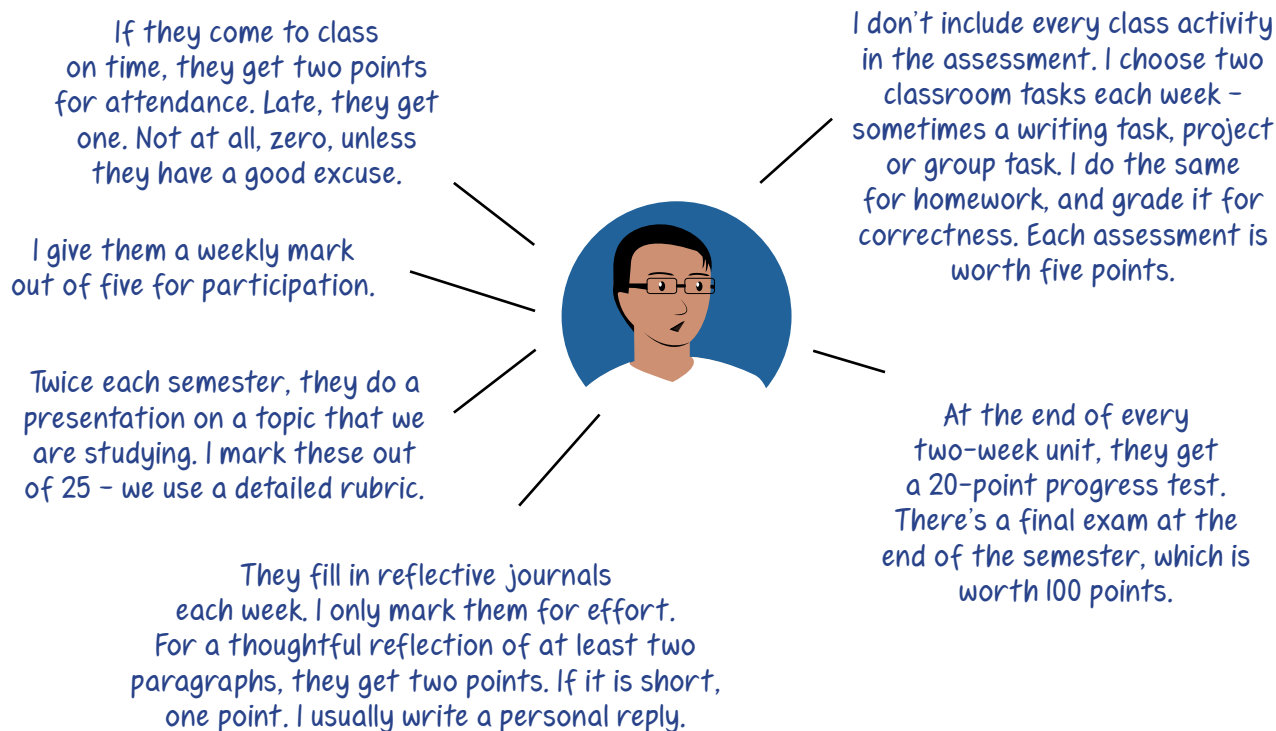 If they come to class
on time, they get two points
for attendance. Late, they get
one. Not at all, zero, unless
they have a good excuse.
I give them a weekly mark
out of five for participation.
Twice each semester, they do a
presentation on a topic that we
are studying. I mark these out
of 25 – we use a detailed rubric.
They fill in reflective journals
each week. I only mark them for effort.
For a thoughtful reflection of at least two
paragraphs, they get two points. If it is short,
one point. I usually write a personal reply.
I don't include every class activity
in the assessment. I choose two
classroom tasks each week –
sometimes a writing task, project
or group task. I do the same
for homework, and grade it for
correctness. Each assessment is
worth five points.
At the end of every
two-week unit, they get
a 20-point progress test.
There's a final exam at the
end of the semester, which is
worth 100 points.